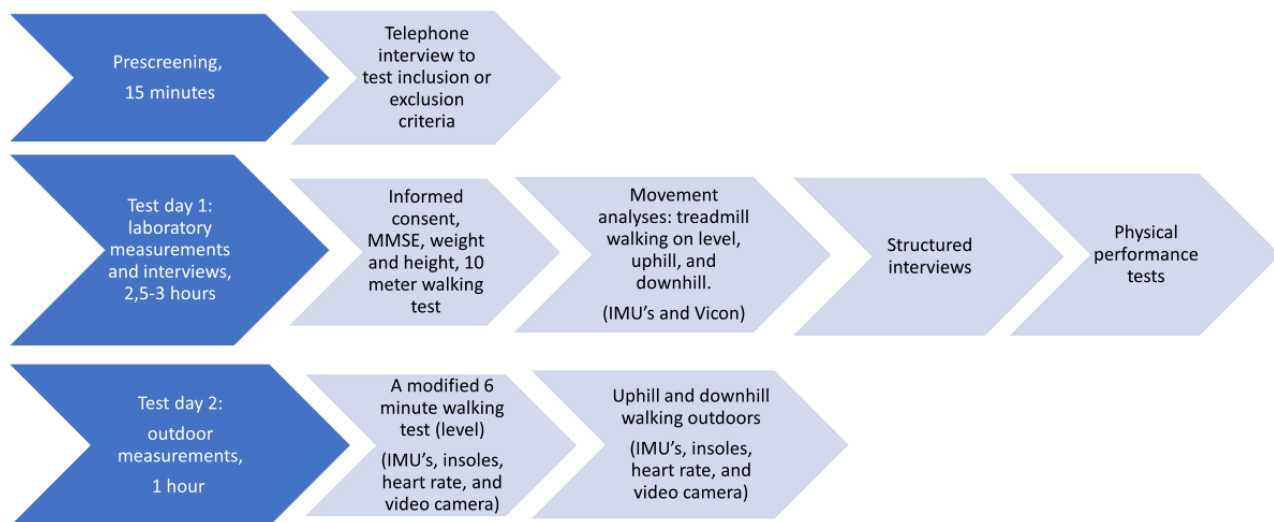 Prescreening,
15 minutes
Telephone
interview to
test inclusion or
exclusion
criteria
Test day 1:
laboratory
measurements
and interviews,
2,5-3 hours
Informed
consent,
MMSE, weight
and height, 10
meter walking
test
Movement
analyses: treadmill
walking on level,
uphill, and
downhill.
(IMU's and Vicon)
Structured
interviews
Physical
performance
tests
Test day 2:
outdoor
measurements,
1 hour
A modified 6
minute walking
test (level)
(IMU's, insoles,
heart rate, and
video camera)
Uphill and downhill
walking outdoors
(IMU's, insoles,
heart rate, and
video camera)